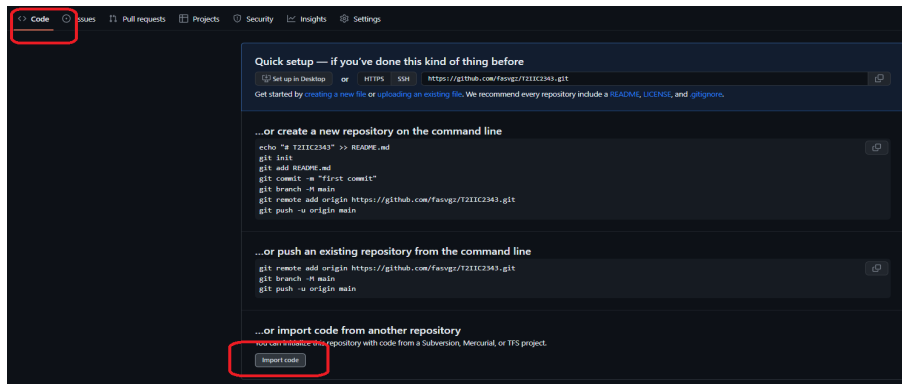 Code Issues Pull requests Projects Security Insights Settings
Quick setup — if you've done this kind of thing before
Set up in Desktop or HTTPS SSH https://github.com/fasvgz/T2IIC2343.git
Get started by creating a new file or uploading an existing file. We recommend every repository include a README, LICENSE, and .gitignore.
...or create a new repository on the command line
echo "# T2IIC2343" >> README.md
git init
git add README.md
git commit -m "first commit"
git branch -M main
git remote add origin https://github.com/fasvgz/T2IIC2343.git
git push -u origin main
...or push an existing repository from the command line
git remote add origin https://github.com/fasvgz/T2IIC2343.git
git branch -M main
git push -u origin main
...or import code from another repository
You can initialize this repository with code from a Subversion, Mercurial, or TFS project.
Import code